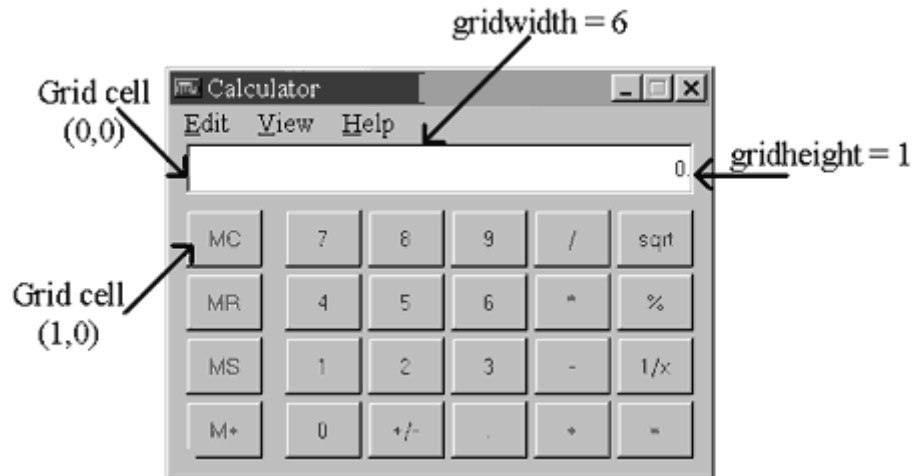 gridwidth = 6
Grid cell
(0,0)
Calculator
Edit View Help
0.
gridheight = 1
MC 7 8 9 / sqrt
Grid cell
(1,0)
MR 4 5 6 * %
MS 1 2 3 - 1/x
M+ 0 +/- . + =